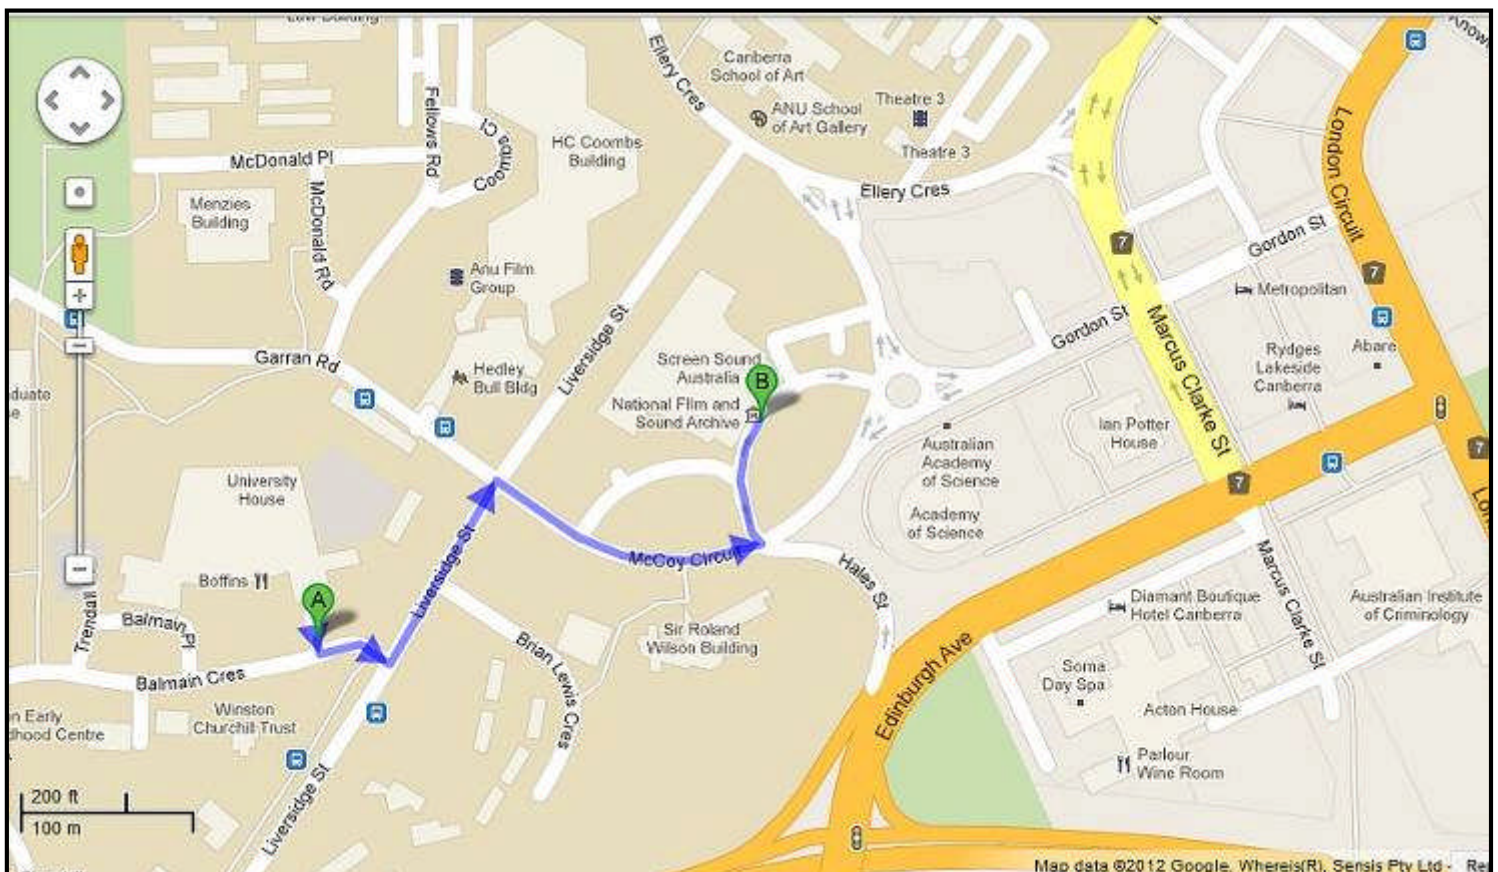 Law Building
Ellery Cres
Canberra
School of Art
ANU School
of Art Gallery
Theatre 3
Theatre 3
Ellery Cres
London Circuit
Fellows Rd
Coombs Ct
HC Coombs
Building
McDonald Pl
McDonald Rd
Menzies
Building
Anu Film
Group
7
Gordon St
Metropolitan
7
Gordon St
Marcus Clarke St
Rydges
Lakeside
Canberra
Abare
Garran Rd
Hedley
Bull Bldg
Liversidge St
Screen Sound
Australia
B
National Film and
Sound Archive
Australian
Academy
of Science
Ian Potter
House
7
7
University
House
Academy
of Science
Liversidge St
McCoy Circuit
Hales St
Boffins
A
Trendall
Balmain Pl
Balmain Cres
Brian Lewis Cres
Sir Roland
Wilson Building
Diamant Boutique
Hotel Canberra
Marcus Clarke St
Australian Institute
of Criminology
Edinburgh Ave
Soma
Day Spa
Acton House
Winston
Churchill Trust
n Early
dhood Centre
Parlour
Wine Room
Liversidge St
200 ft
100 m
Map data ©2012 Google, Whereis(R), Sensis Pty Ltd -